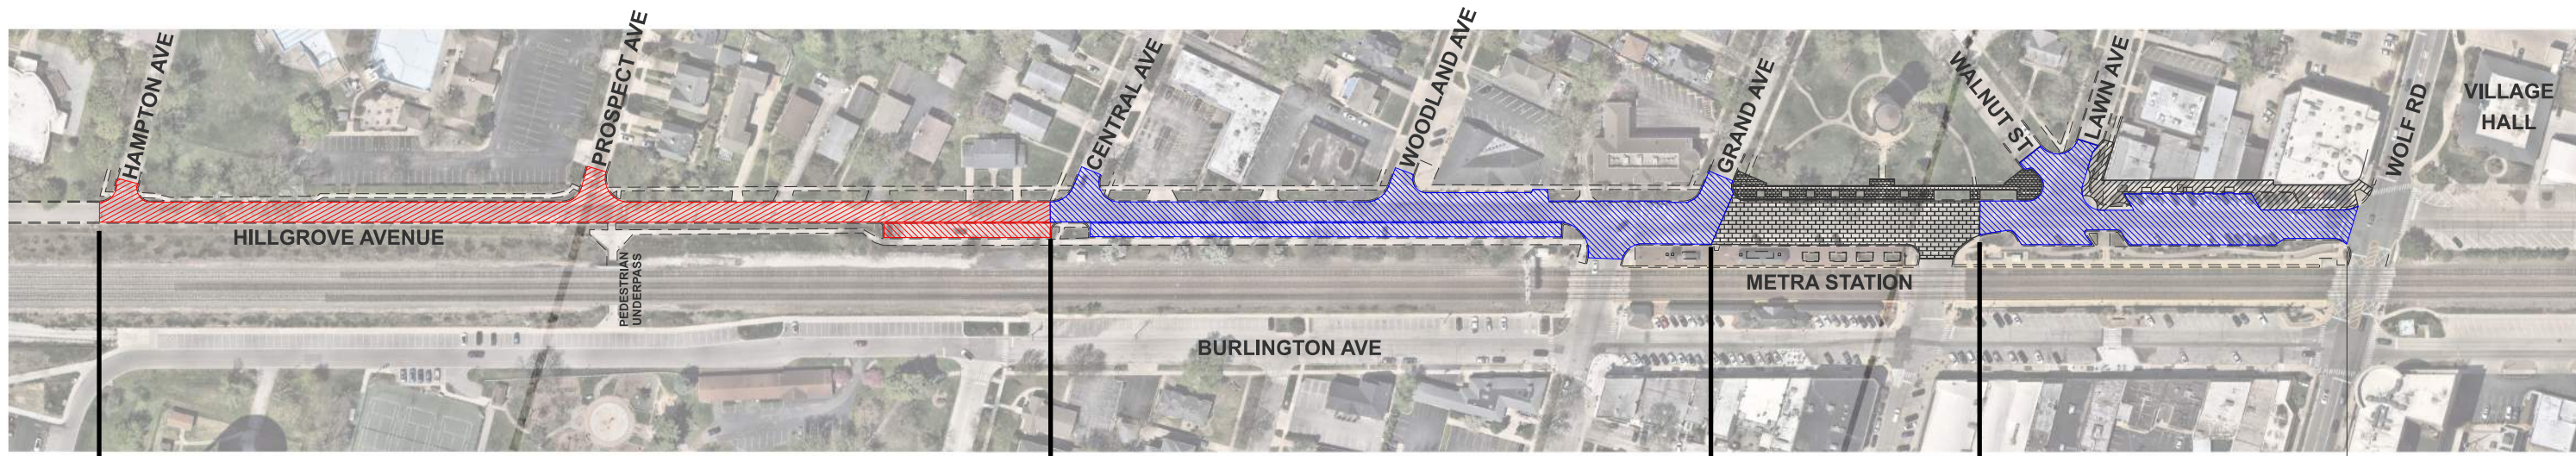 HAMPTON AVE
PROSPECT AVE
CENTRAL AVE
WOODLAND AVE
GRAND AVE
WALNUT ST
LAWN AVE
WOLF RD
VILLAGE
HALL
HILLGROVE AVENUE
PEDESTRIAN
UNDERPASS
METRA STATION
BURLINGTON AVE